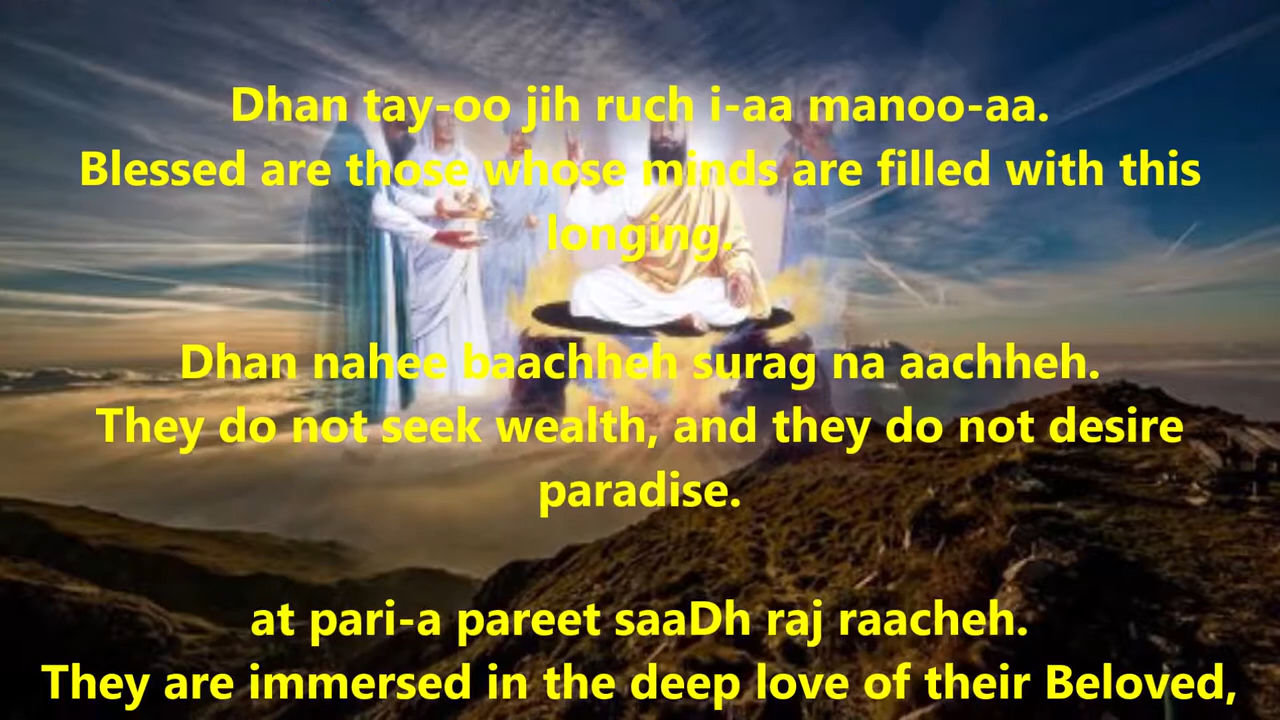 Dhan tay-oo jih ruch i-aa manoo-aa.
Blessed are those whose minds are filled with this
longing.
Dhan nahee baachheh surag na aachheh.
They do not seek wealth, and they do not desire
paradise.
at pari-a pareet saaDh raj raacheh.
They are immersed in the deep love of their Beloved,